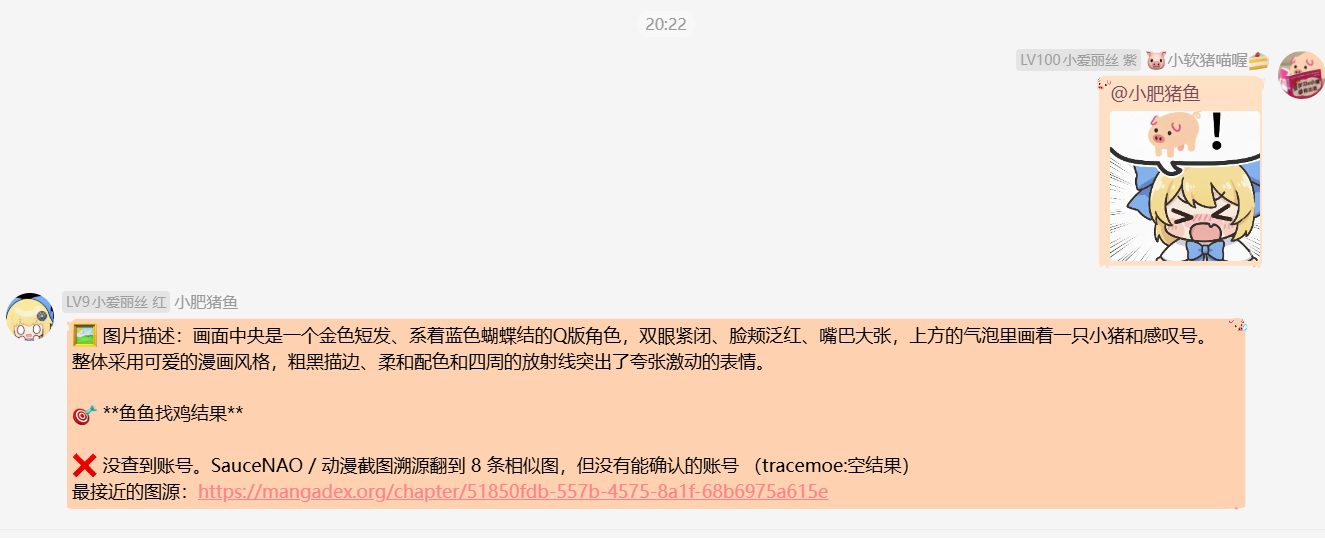 20:22
LV100 小爱丽丝 紫 🐷小软猪喵喔🍰
@小肥猪鱼
!
LV9 小爱丽丝 红 小肥猪鱼
🖼️ 图片描述：画面中央是一个金色短发、系着蓝色蝴蝶结的Q版角色，双眼紧闭、脸颊泛红、嘴巴大张，上方的气泡里画着一只小猪和感叹号。
整体采用可爱的漫画风格，粗黑描边、柔和配色和四周的放射线突出了夸张激动的表情。
🎯 **鱼鱼找鸡结果**
❌ 没查到账号。SauceNAO / 动漫截图溯源翻到 8 条相似图，但没有能确认的账号 （tracemoe:空结果）
最接近的图源：https://mangadex.org/chapter/51850fdb-557b-4575-8a1f-68b6975a615e